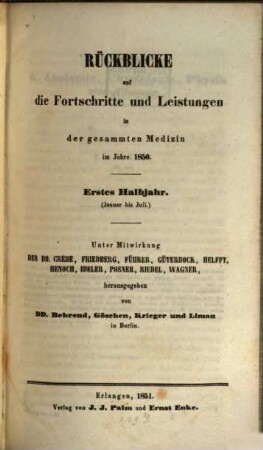 RÜCKBLICKE
auf
die Fortschritte und Leistungen
in
der gesammten Medizin
im Jahre 1850.
Erstes Halbjahr.
(Januar bis Juli.)
Unter Mitwirkung
DER DD. CREDÉ, FRIEDBERG, FÜHRER, GÜTERBOCK, HELFFT,
HENOCH, IDELER, POSNER, RIEDEL, WAGNER,
herausgegeben
von
DD. Behrend, Göschen, Krieger und Liman
in Berlin.
Erlangen, 1851.
Verlag von J. J. Palm und Ernst Enke.